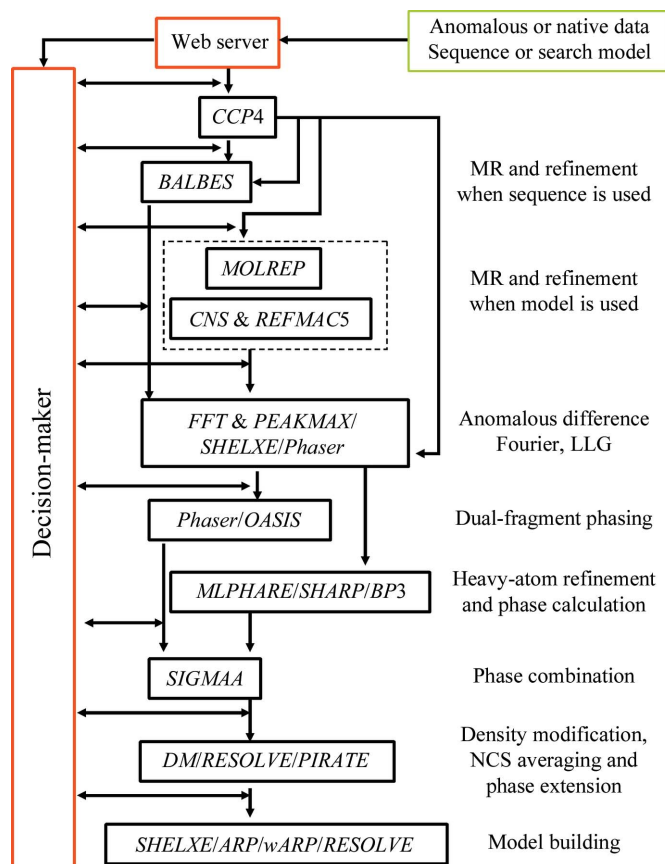 Anomalous or native data
Sequence or search model
Web server
CCP4
BALBES
MR and refinement
when sequence is used
MOLREP
CNS & REFMAC5
MR and refinement
when model is used
Decision-maker
FFT & PEAKMAX/
SHELXE/Phaser
Anomalous difference
Fourier, LLG
Phaser/OASIS
Dual-fragment phasing
MLPHARE/SHARP/BP3
Heavy-atom refinement
and phase calculation
SIGMAA
Phase combination
DM/RESOLVE/PIRATE
Density modification,
NCS averaging and
phase extension
SHELXE/ARP/wARP/RESOLVE
Model building